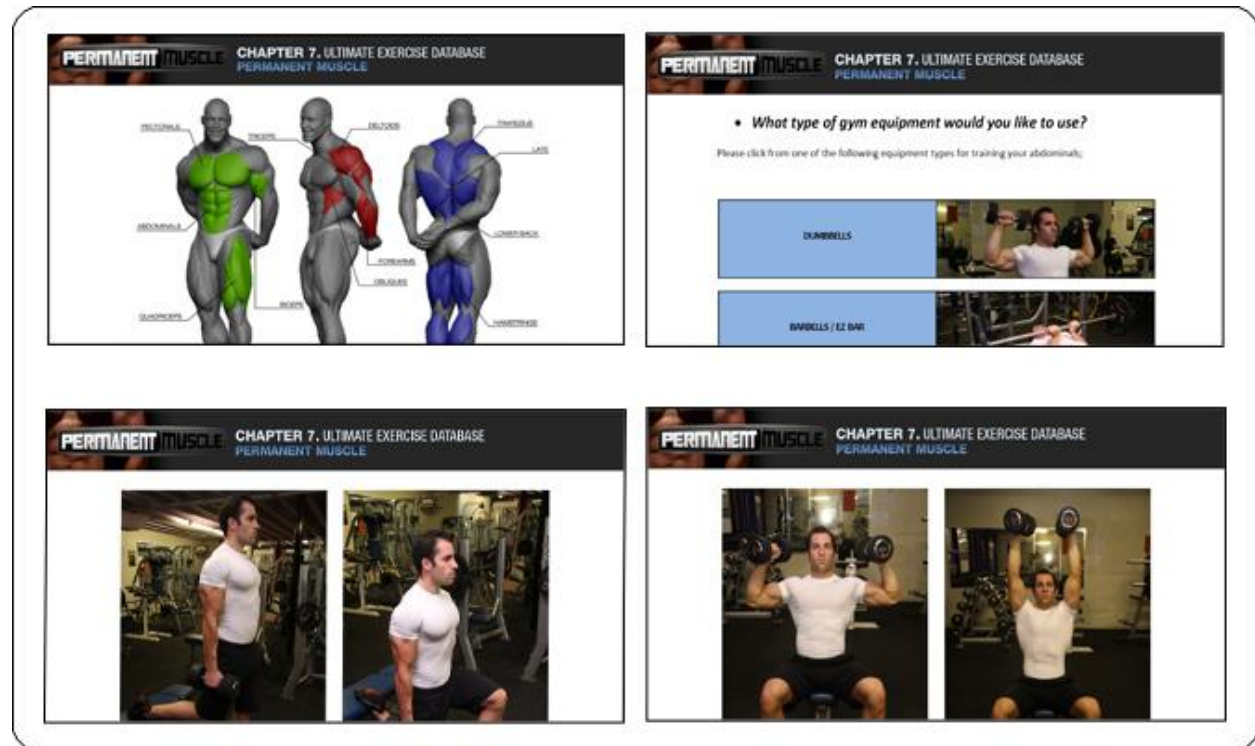 PERMANENT MUSCLE
CHAPTER 7. ULTIMATE EXERCISE DATABASE
PERMANENT MUSCLE
PECTORALS
TRICEPS
DELTOIDS
TRAPEZIUS
LATS
ABDOMINALS
LOWER BACK
FOREARMS
OBLIQUES
BICEPS
QUADRICEPS
HAMSTRINGS
PERMANENT MUSCLE
CHAPTER 7. ULTIMATE EXERCISE DATABASE
PERMANENT MUSCLE
• What type of gym equipment would you like to use?
Please click from one of the following equipment types for training your abdominals;
DUMBBELLS
BARBELLS / EZ BAR
PERMANENT MUSCLE
CHAPTER 7. ULTIMATE EXERCISE DATABASE
PERMANENT MUSCLE
PERMANENT MUSCLE
CHAPTER 7. ULTIMATE EXERCISE DATABASE
PERMANENT MUSCLE